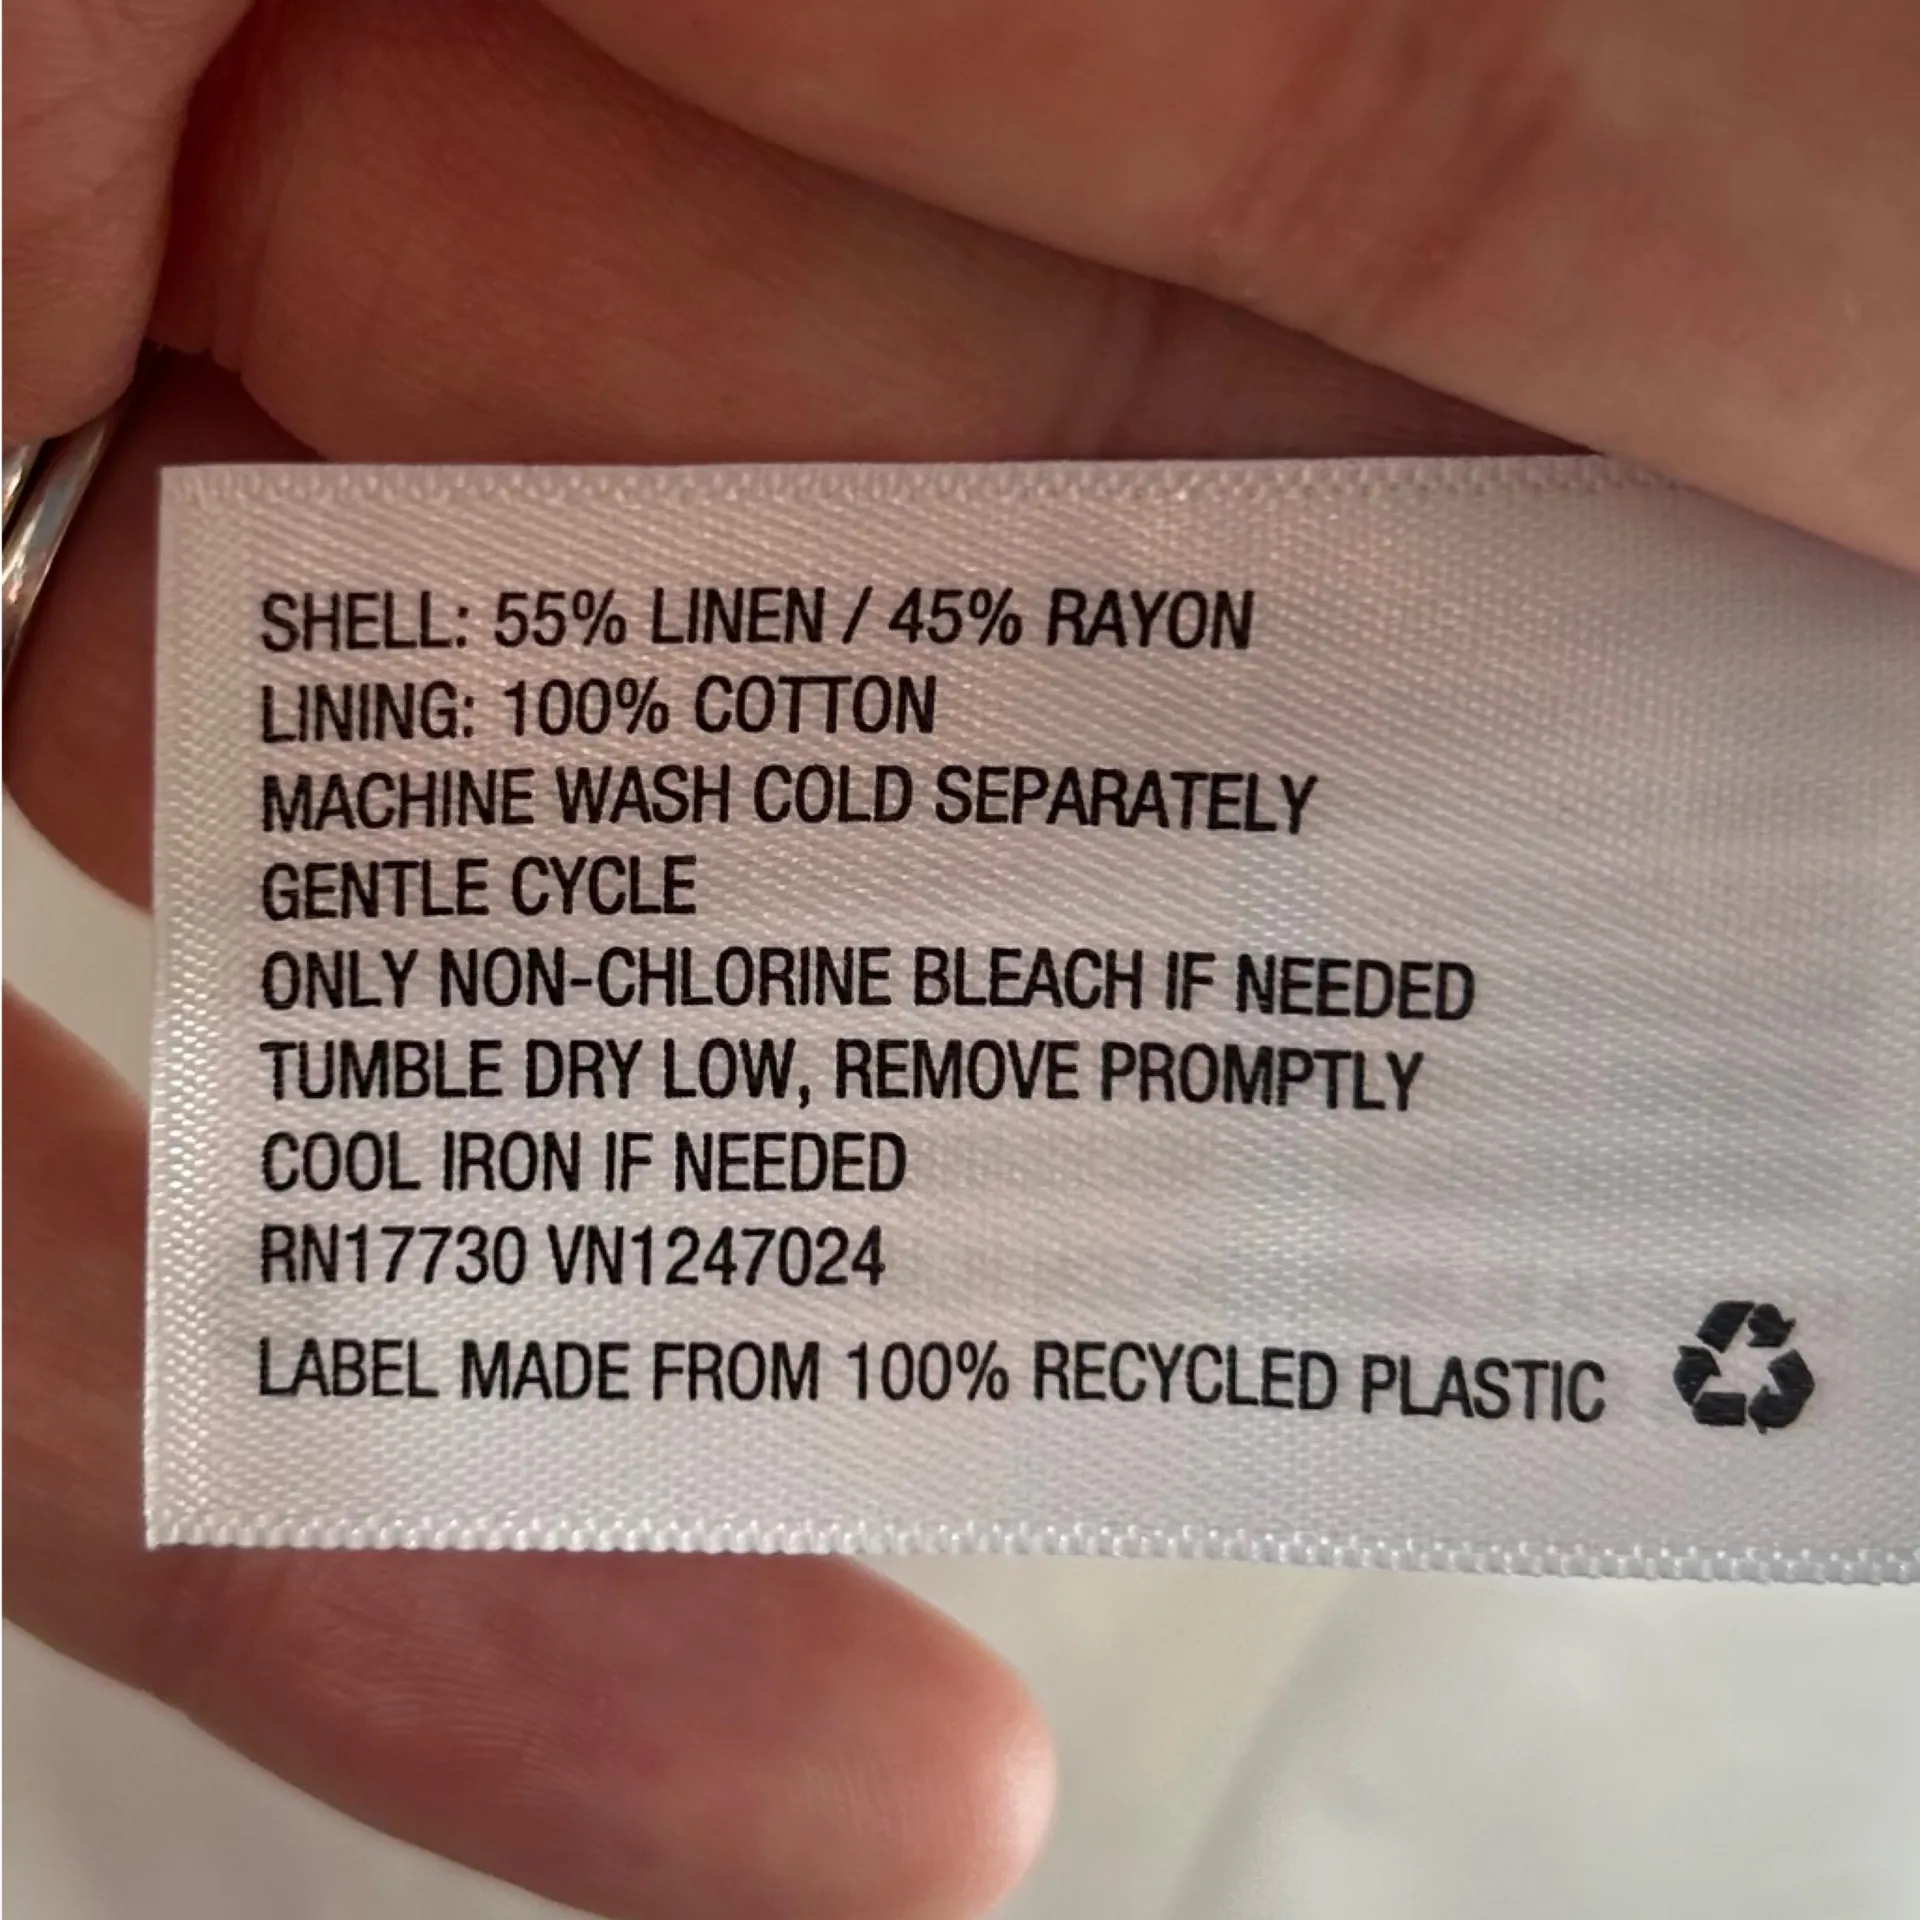 SHELL: 55% LINEN / 45% RAYON
LINING: 100% COTTON
MACHINE WASH COLD SEPARATELY
GENTLE CYCLE
ONLY NON-CHLORINE BLEACH IF NEEDED
TUMBLE DRY LOW, REMOVE PROMPTLY
COOL IRON IF NEEDED
RN17730 VN1247024
LABEL MADE FROM 100% RECYCLED PLASTIC